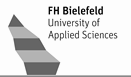 FH Bielefeld
University of
Applied Sciences